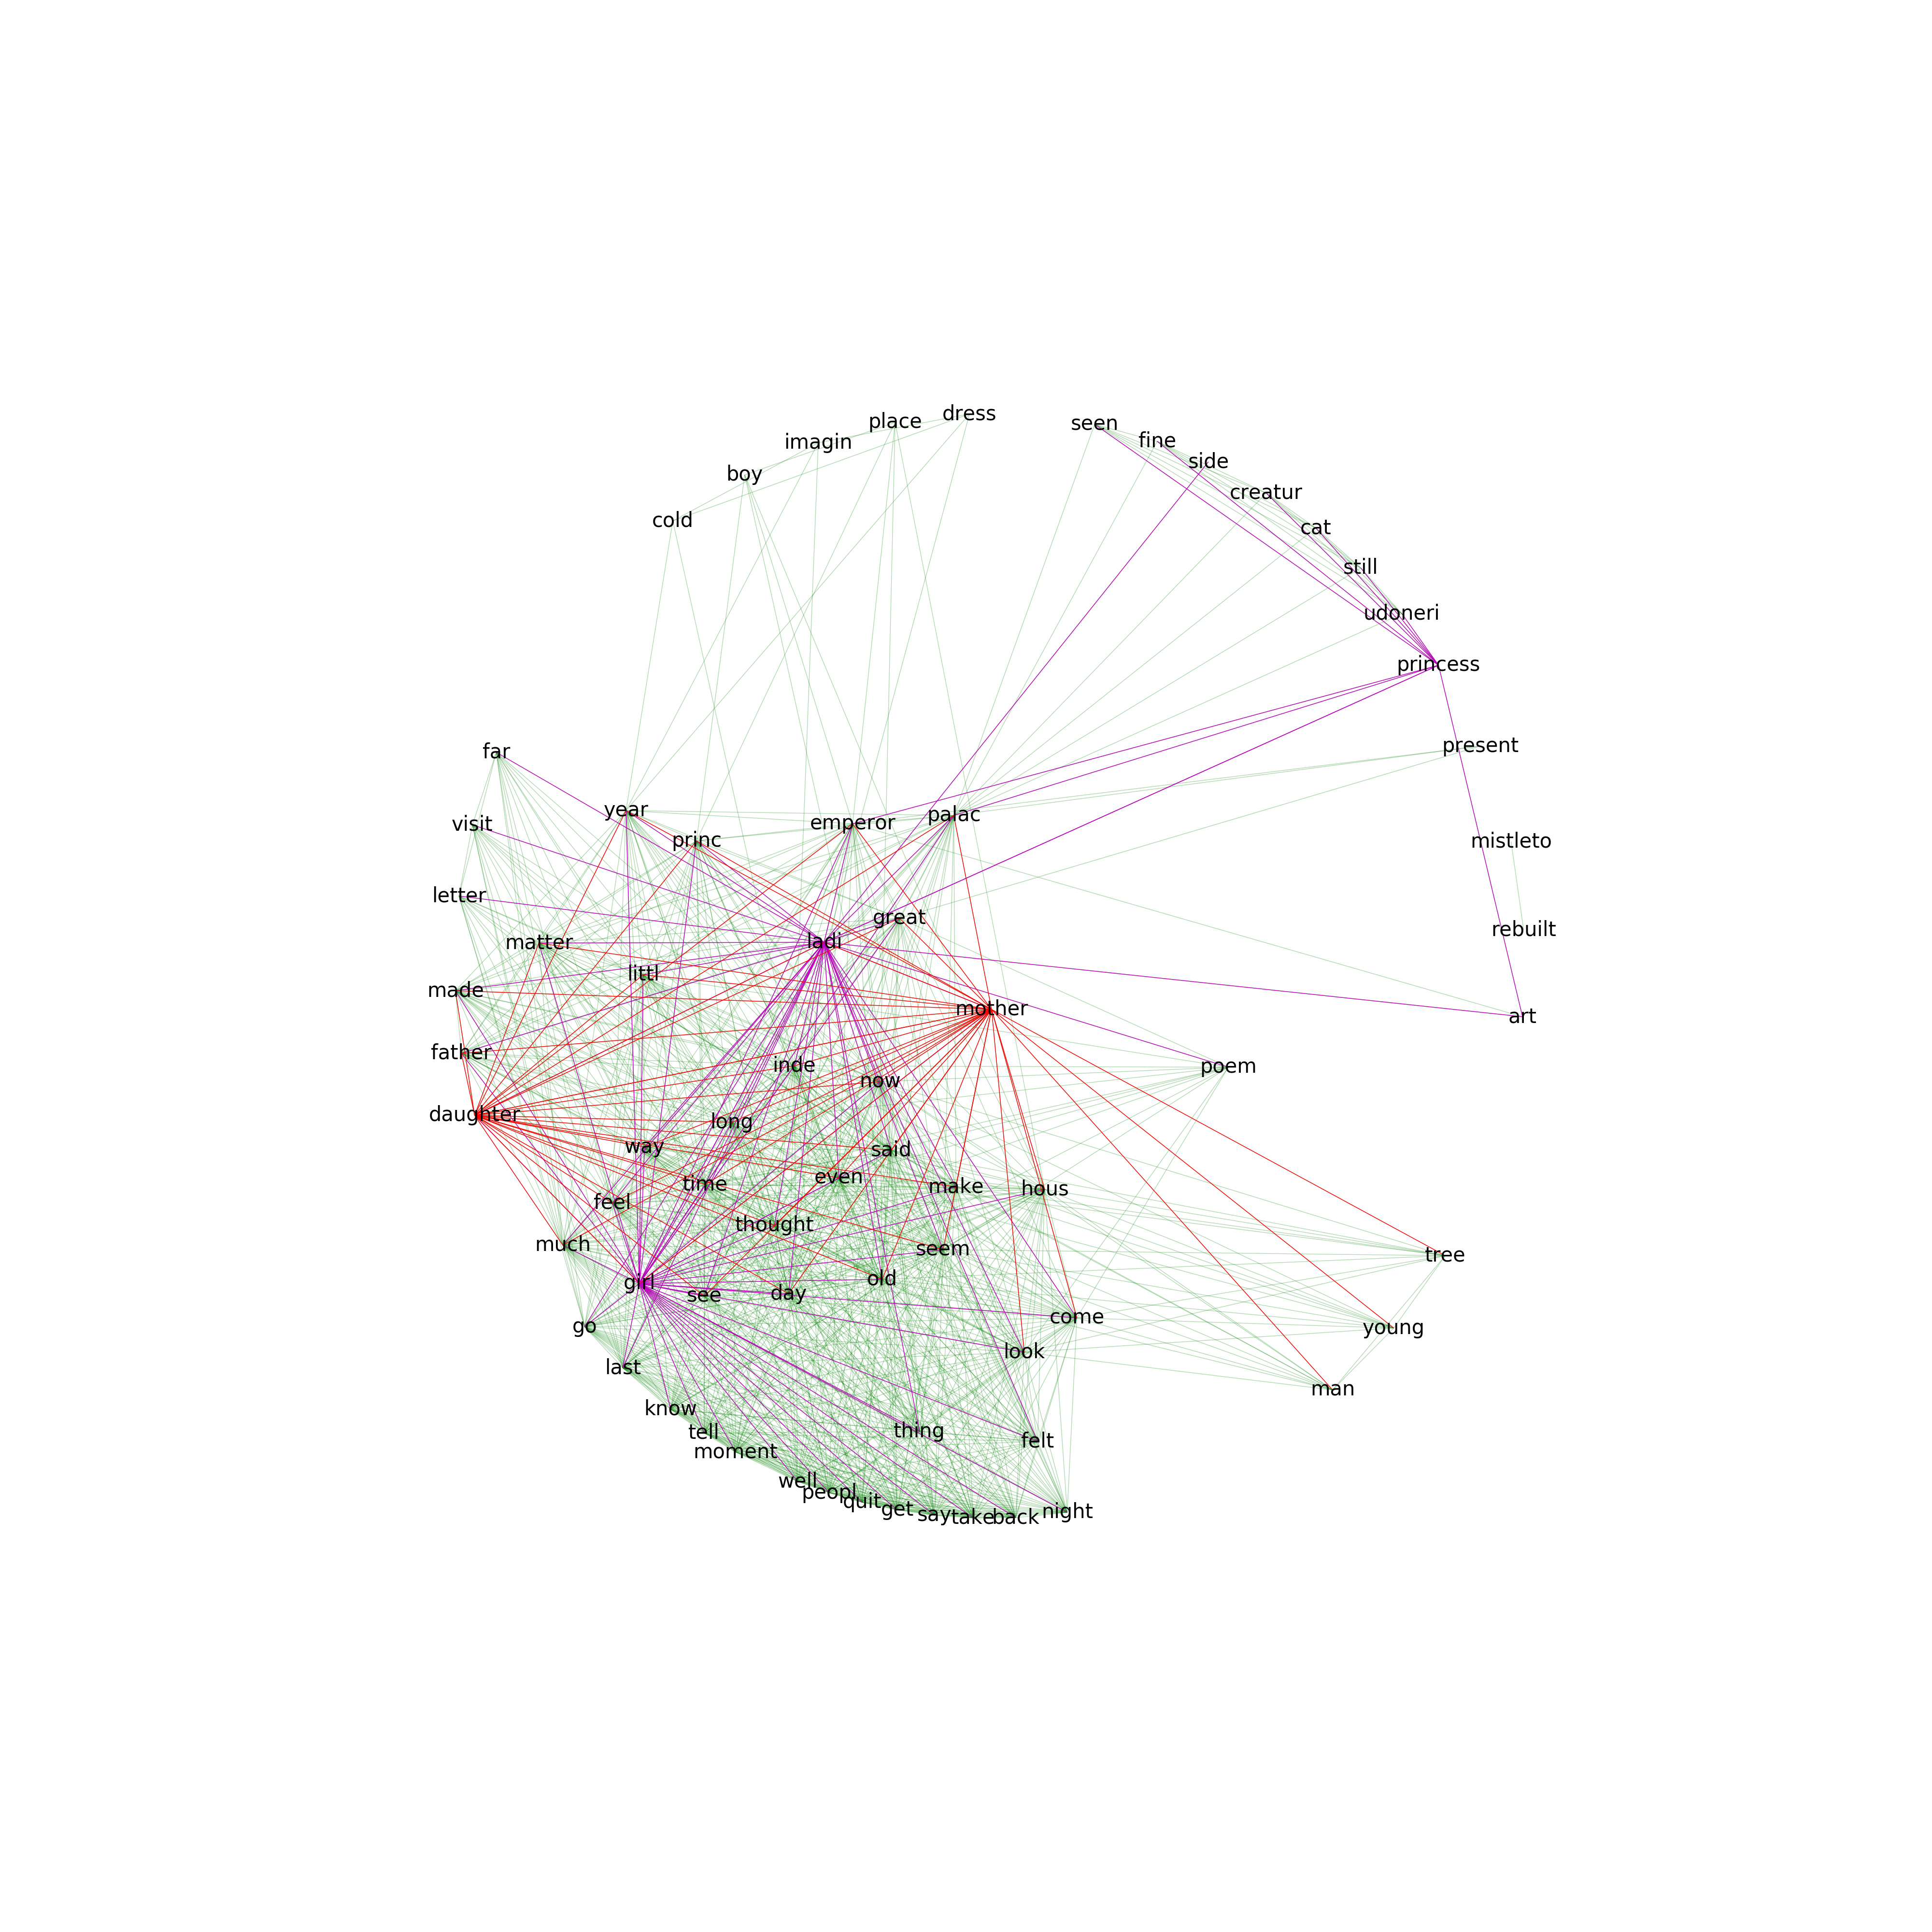 dress
place
seen
imagin
fine
side
boy
creatur
cold
cat
still
udoneri
princess
present
far
year
palac
visit
emperor
princ
mistleto
letter
great
rebuilt
matter
ladi
littl
made
mother
art
father
inde
poem
now
daughter
long
way
said
even
time
make
hous
feel
thought
much
seem
tree
old
girl
see
day
come
go
young
look
last
man
know
tell
thing
felt
moment
well
peopl
quit
get
say
take
back
night